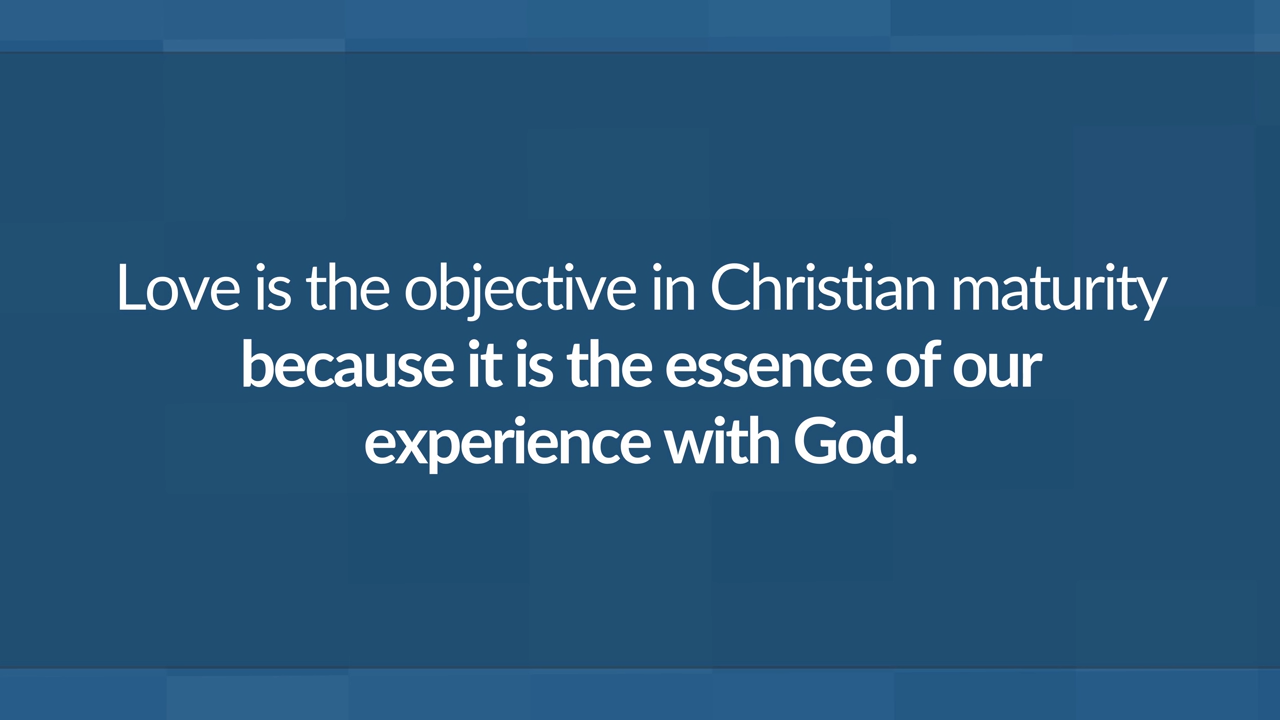 Love is the objective in Christian maturity
because it is the essence of our
experience with God.